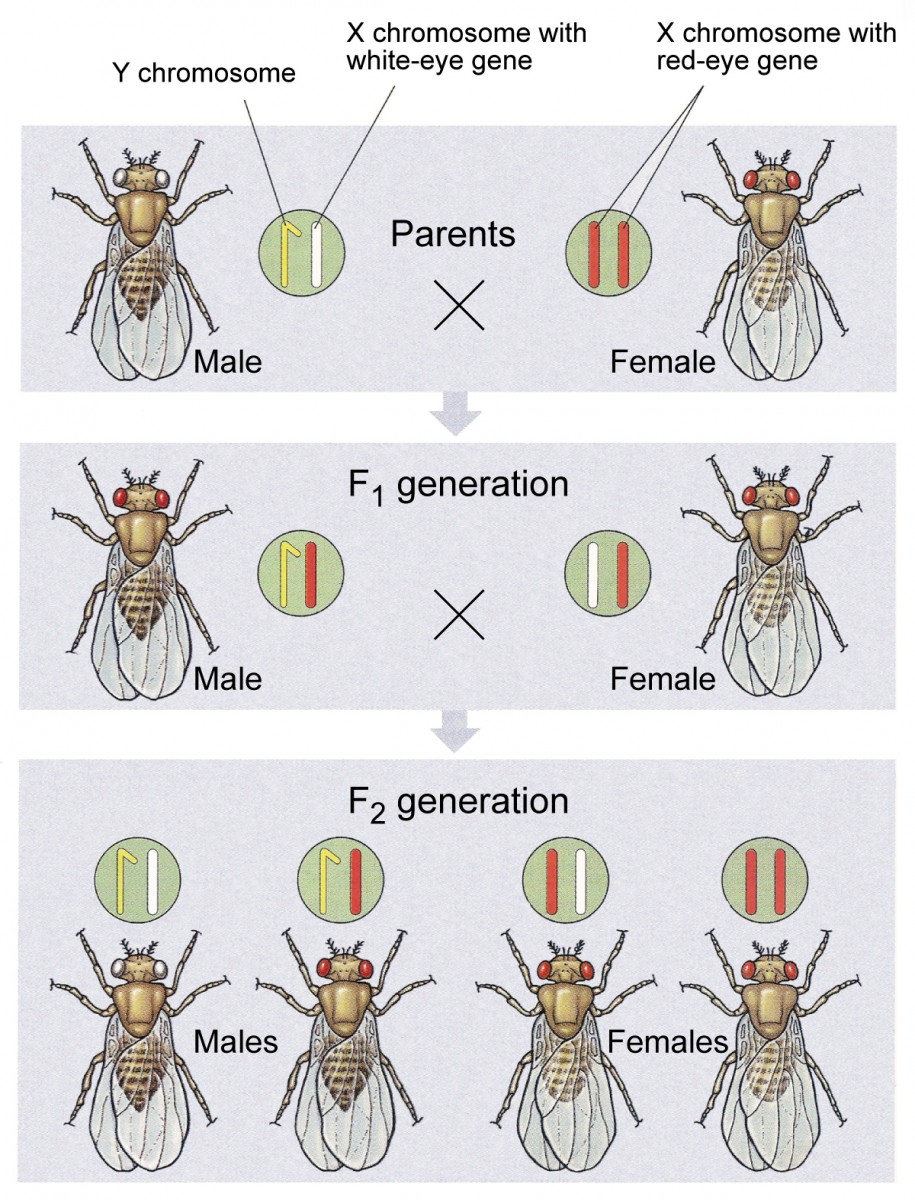 Y chromosome
X chromosome with
white-eye gene
X chromosome with
red-eye gene
Parents
Male
Female
F₁ generation
Male
Female
F₂ generation
Males
Females